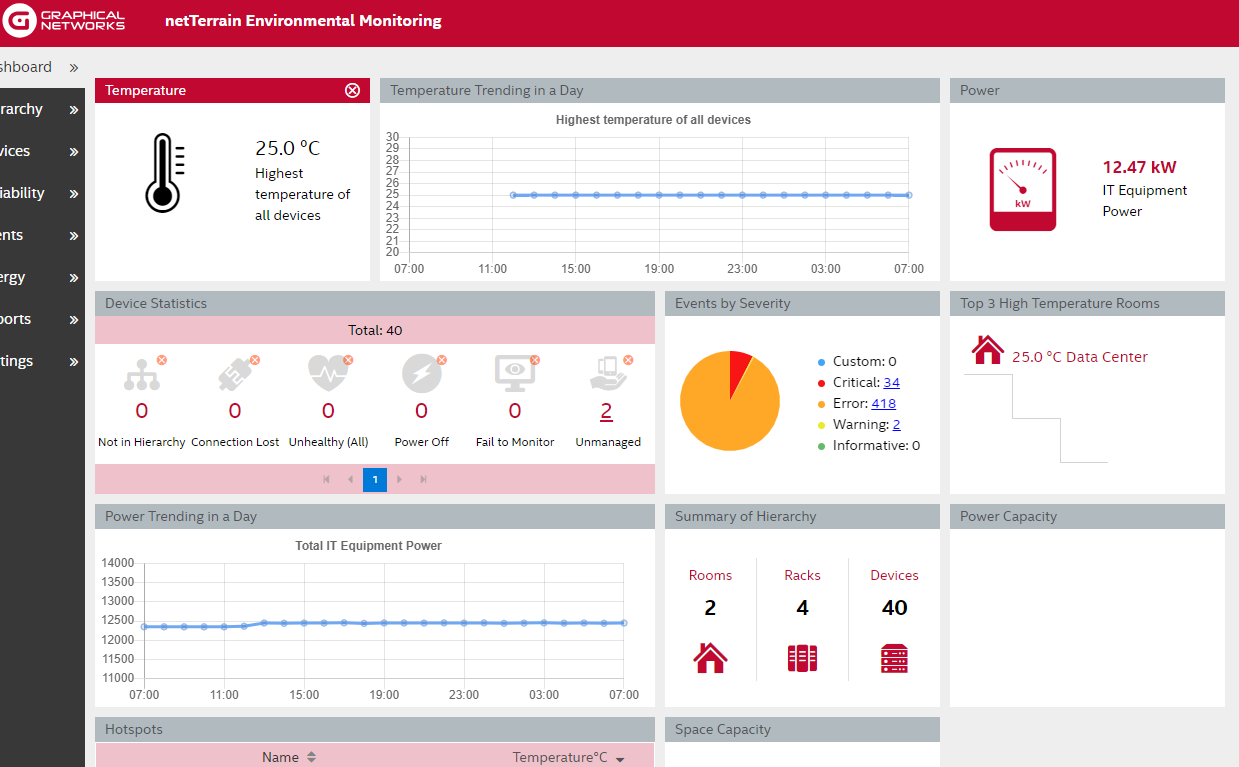 GRAPHICAL
NETWORKS
netTerrain Environmental Monitoring
shboard »
rarchy »
vices »
iability »
ents »
ergy »
ports »
tings »
Temperature
25.0 °C
Highest
temperature of
all devices
Temperature Trending in a Day
Highest temperature of all devices
30
29
28
27
26
25
24
23
22
21
20
07:00 11:00 15:00 19:00 23:00 03:00 07:00
Power
kW
12.47 kW
IT Equipment
Power
Device Statistics
Total: 40
0 0 0 0 0 2
Not in Hierarchy Connection Lost Unhealthy (All) Power Off Fail to Monitor Unmanaged
1
Events by Severity
Custom: 0
Critical: 34
Error: 418
Warning: 2
Informative: 0
Top 3 High Temperature Rooms
25.0 °C Data Center
Power Trending in a Day
Total IT Equipment Power
14000
13500
13000
12500
12000
11500
11000
07:00 11:00 15:00 19:00 23:00 03:00 07:00
Summary of Hierarchy
Rooms Racks Devices
2 4 40
Power Capacity
Hotspots
Name Temperature°C
Space Capacity